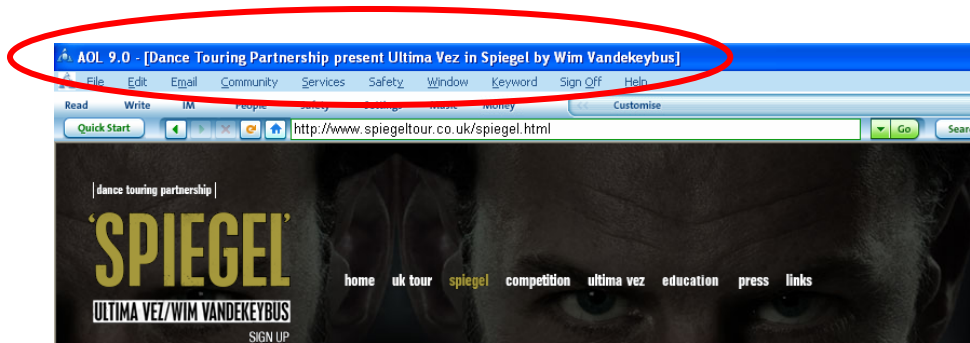 AOL 9.0 - [Dance Touring Partnership present Ultima Vez in Spiegel by Wim Vandekeybus]
File Edit Email Community Services Safety Window Keyword Sign Off Help
Read Write IM People Safety Settings Music Money << Customise
Quick Start http://www.spiegeltour.co.uk/spiegel.html Go Sear
|dance touring partnership|
'SPIEGEL'
home uk tour spiegel competition ultima vez education press links
ULTIMA VEZ/WIM VANDEKEYBUS
SIGN UP